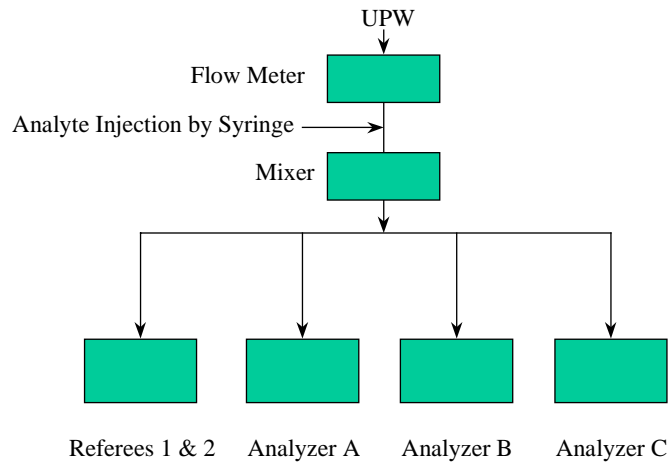 UPW
Flow Meter
Analyte Injection by Syringe
Mixer
Referees 1 & 2
Analyzer A
Analyzer B
Analyzer C